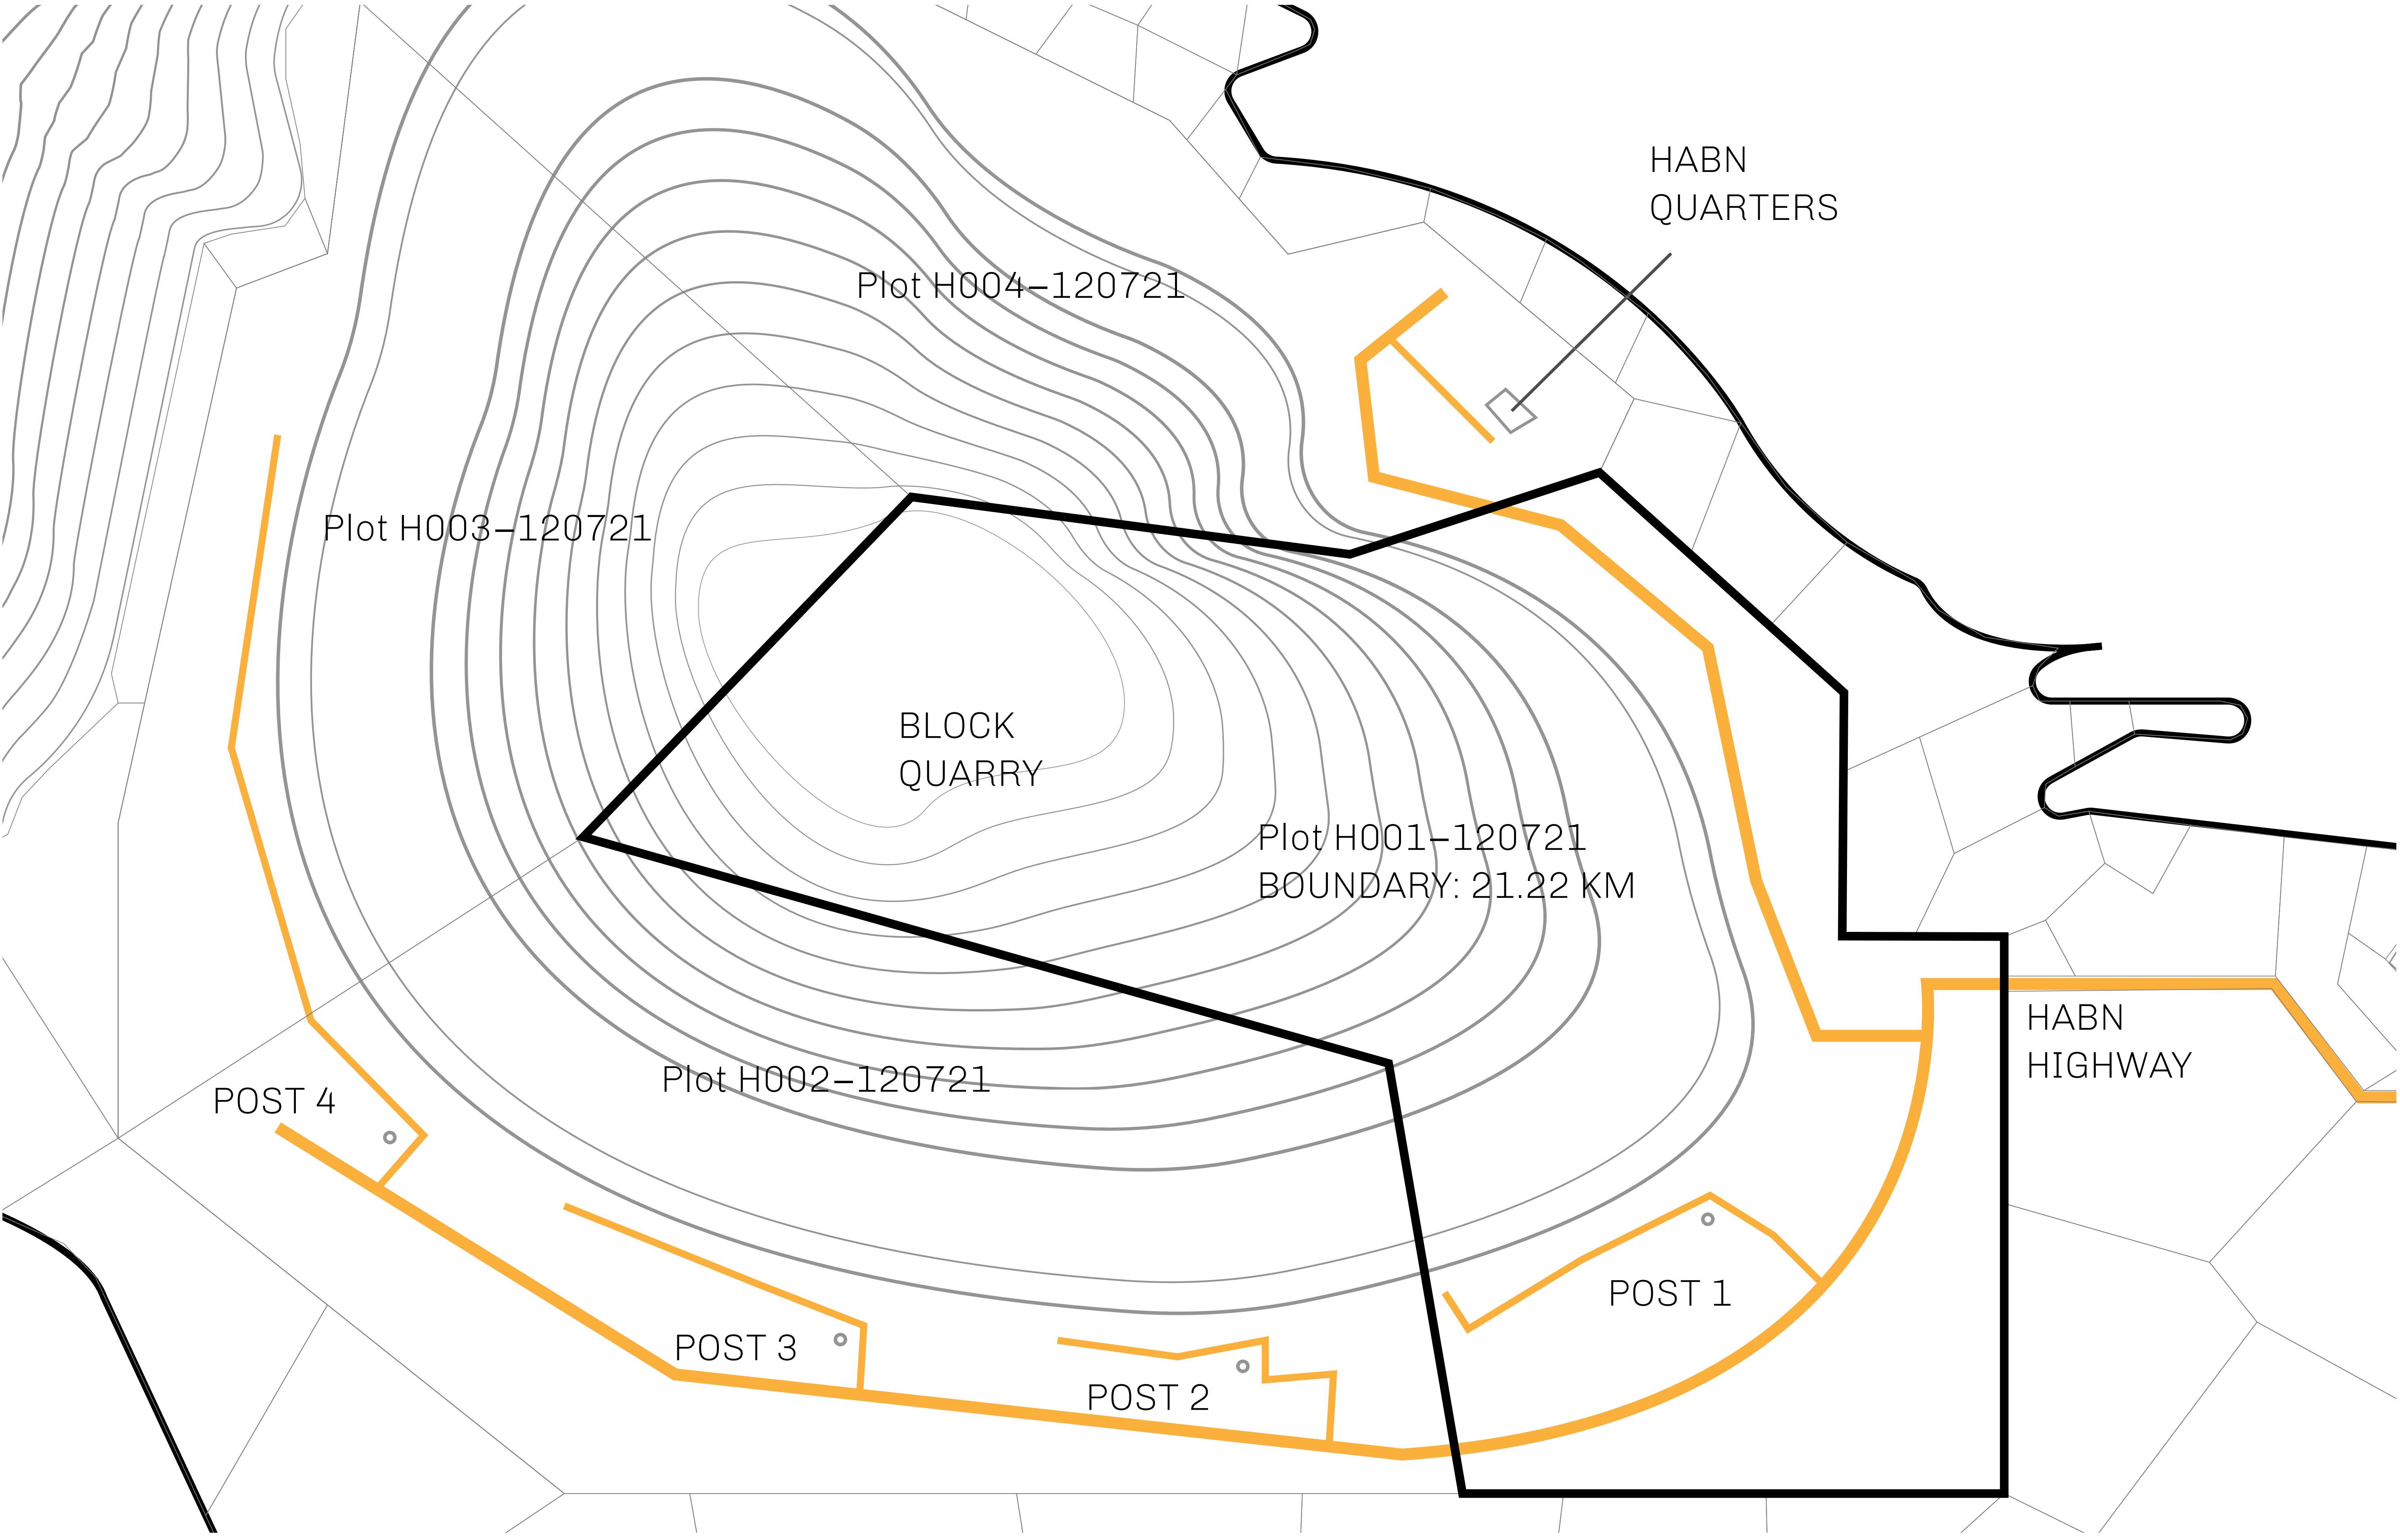 HABN
QUARTERS
Plot H004–120721
Plot H003–120721
BLOCK
QUARRY
Plot H001–120721
BOUNDARY: 21.22 KM
HABN
HIGHWAY
Plot H002–120721
POST 4
POST 1
POST 3
POST 2